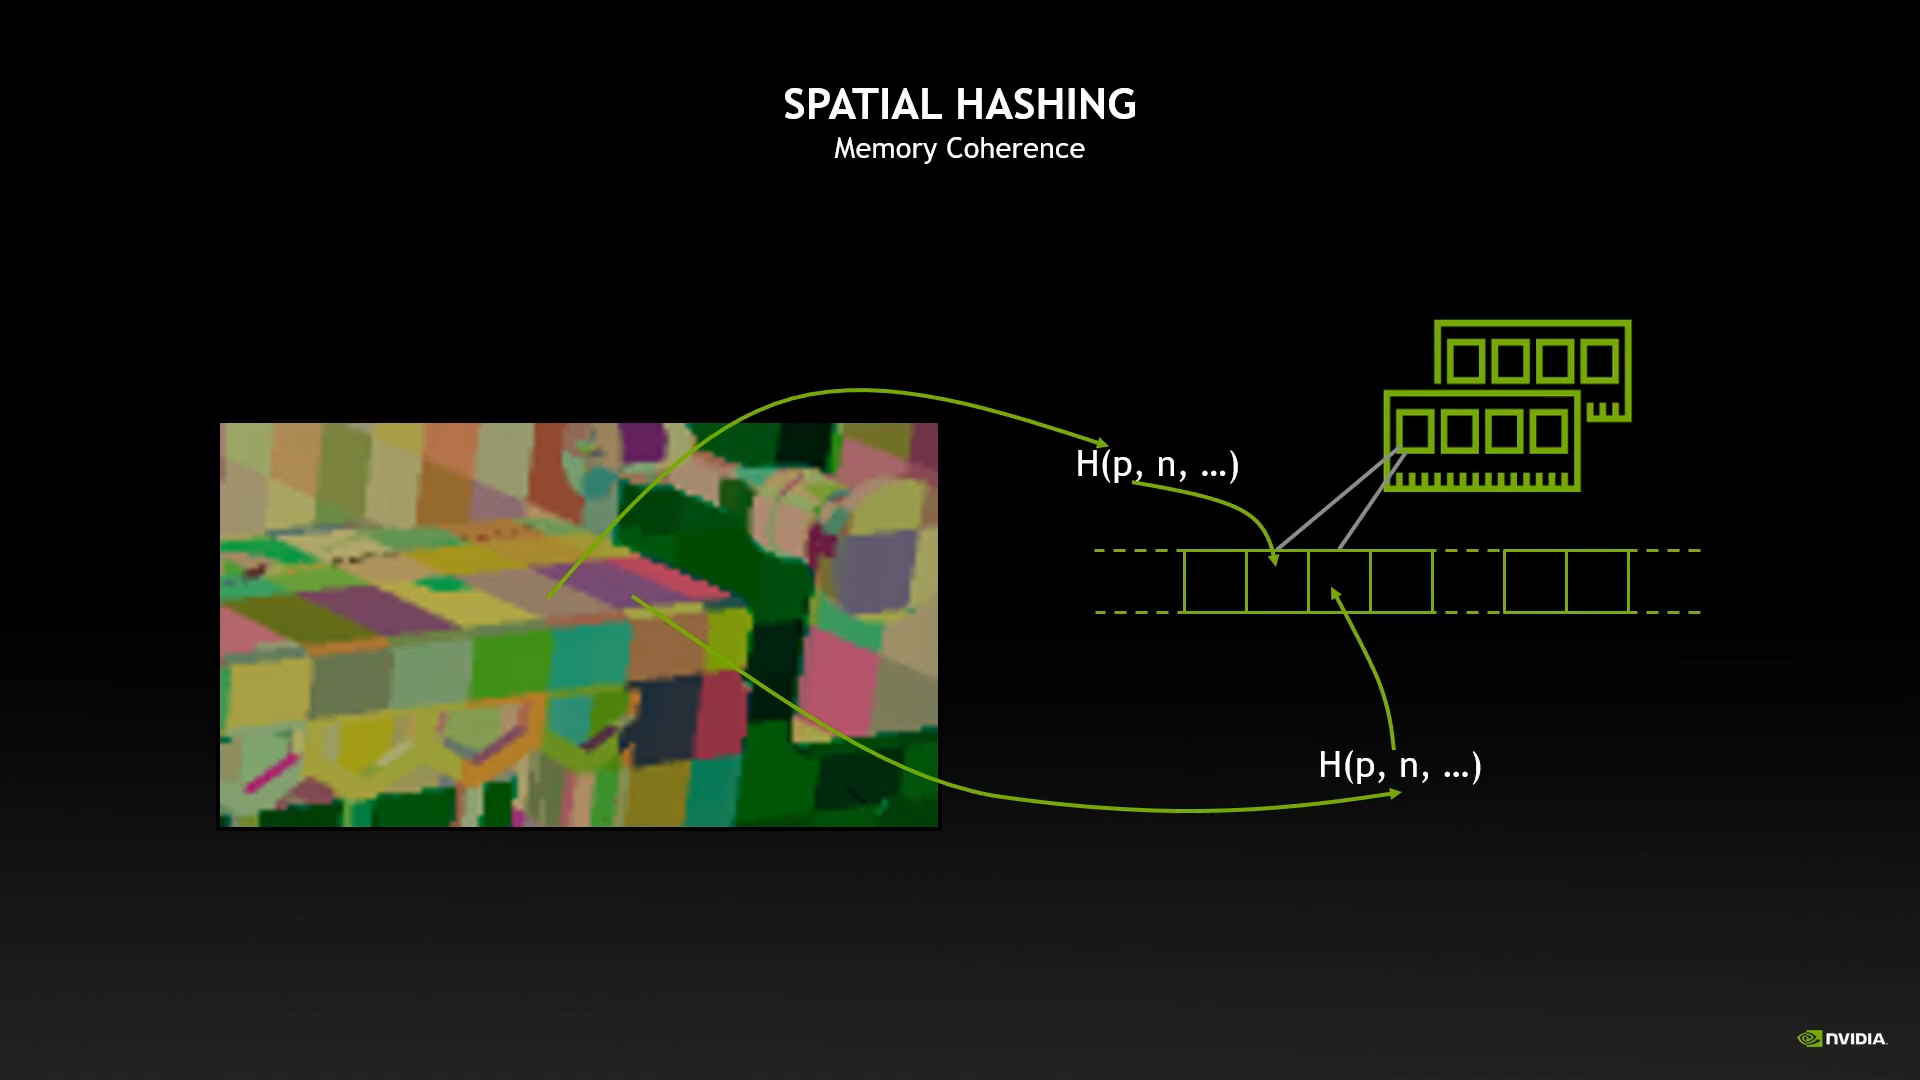 SPATIAL HASHING
Memory Coherence
H(p, n, …)
H(p, n, …)
NVIDIA.